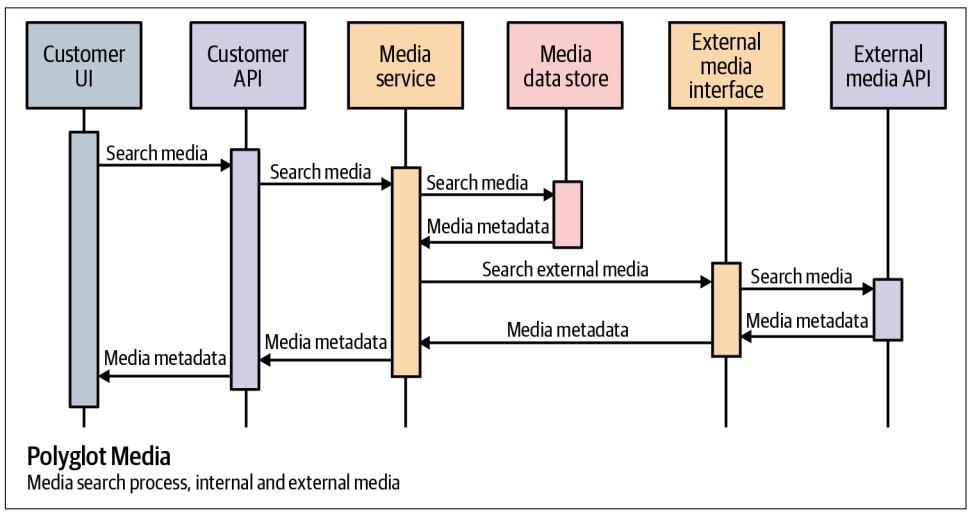 Customer
UI
Customer
API
Media
service
Media
data store
External
media
interface
External
media API
Search media
Search media
Search media
Media metadata
Search external media
Search media
Media metadata
Media metadata
Media metadata
Media metadata
Polyglot Media
Media search process, internal and external media